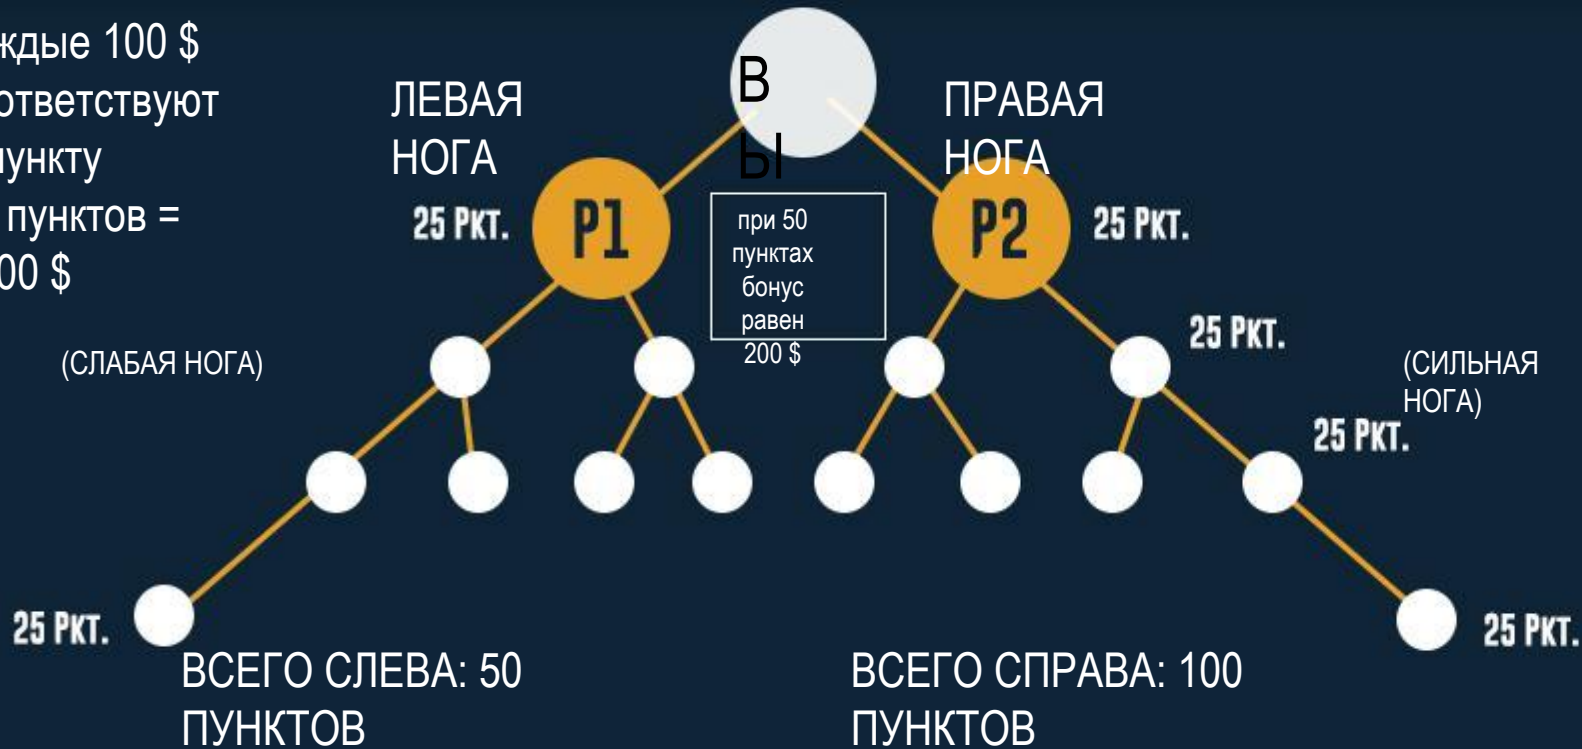 ждые 100 $
ответствуют
пункту
пунктов =
00 $
ЛЕВАЯ
НОГА
В
Ы
ПРАВАЯ
НОГА
25 PKT.
P1
при 50
пунктах
бонус
равен
200 $
P2
25 PKT.
(СЛАБАЯ НОГА)
25 PKT.
(СИЛЬНАЯ
НОГА)
25 PKT.
25 PKT.
25 PKT.
ВСЕГО СЛЕВА: 50
ПУНКТОВ
ВСЕГО СПРАВА: 100
ПУНКТОВ